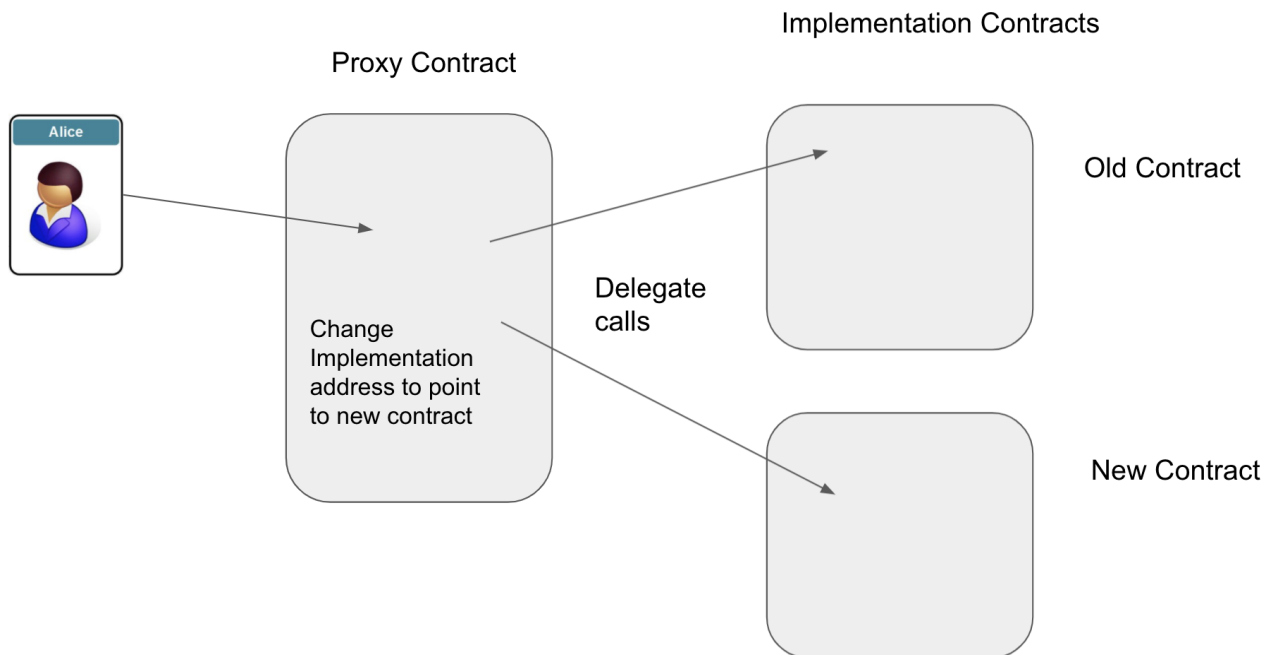 Implementation Contracts
Proxy Contract
Alice
Old Contract
Delegate
calls
Change
Implementation
address to point
to new contract
New Contract